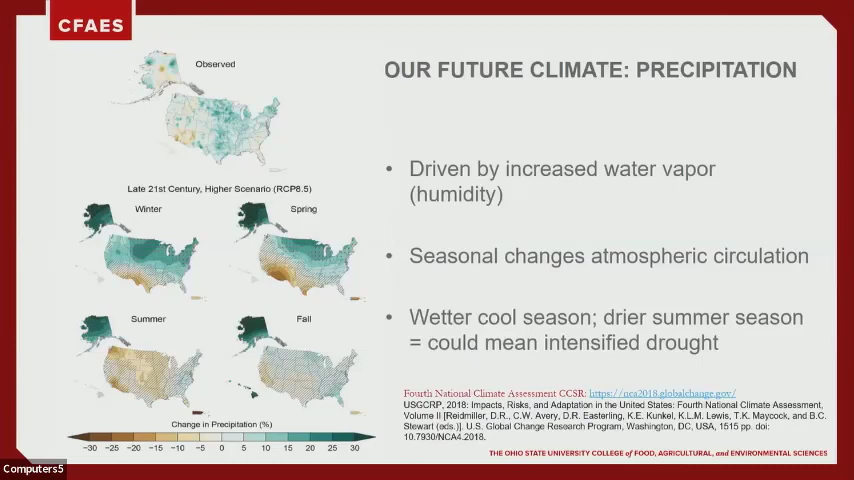 CFAES
OUR FUTURE CLIMATE: PRECIPITATION
Observed
Late 21st Century, Higher Scenario (RCP8.5)
Winter
Spring
Summer
Fall
Change in Precipitation (%)
−30 −25 −20 −15 −10 −5 0 5 10 15 20 25 30
• Driven by increased water vapor
(humidity)
• Seasonal changes atmospheric circulation
• Wetter cool season; drier summer season
= could mean intensified drought
Fourth National Climate Assessment CCSR: https://nca2018.globalchange.gov/
USGCRP, 2018: Impacts, Risks, and Adaptation in the United States: Fourth National Climate Assessment,
Volume II [Reidmiller, D.R., C.W. Avery, D.R. Easterling, K.E. Kunkel, K.L.M. Lewis, T.K. Maycock, and B.C.
Stewart (eds.)]. U.S. Global Change Research Program, Washington, DC, USA, 1515 pp. doi:
10.7930/NCA4.2018.
THE OHIO STATE UNIVERSITY COLLEGE of FOOD, AGRICULTURAL, and ENVIRONMENTAL SCIENCES
Computers5